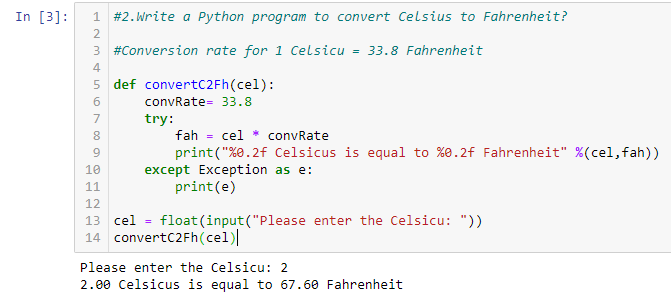 In [3]:
1 #2.Write a Python program to convert Celsius to Fahrenheit?
2
3 #Conversion rate for 1 Celsicu = 33.8 Fahrenheit
4
5 def convertC2Fh(cel):
6     convRate= 33.8
7     try:
8         fah = cel * convRate
9         print("%0.2f Celsicus is equal to %0.2f Fahrenheit" %(cel,fah))
10     except Exception as e:
11         print(e)
12
13 cel = float(input("Please enter the Celsicu: "))
14 convertC2Fh(cel)
Please enter the Celsicu: 2
2.00 Celsicus is equal to 67.60 Fahrenheit